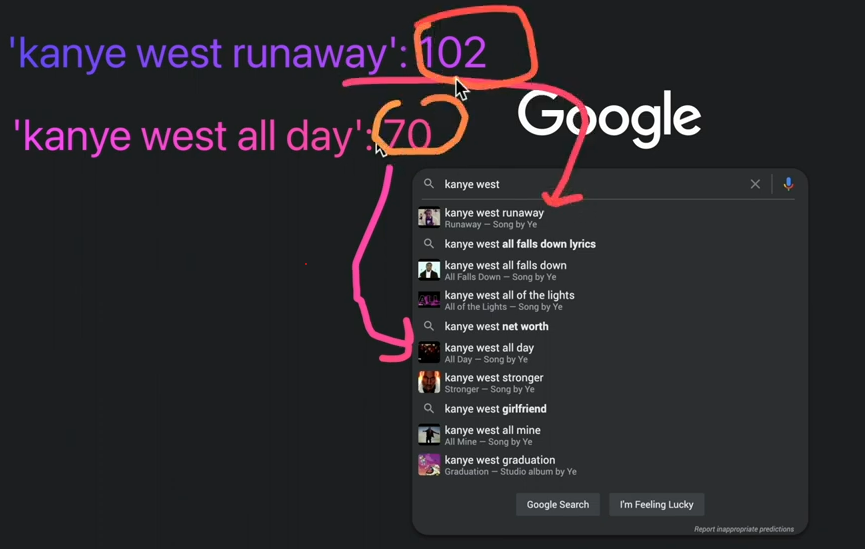 'kanye west runaway': 102
'kanye west all day': 70
Google
kanye west
kanye west runaway
Runaway — Song by Ye
kanye west all falls down lyrics
kanye west all falls down
All Falls Down — Song by Ye
kanye west all of the lights
All of the Lights — Song by Ye
kanye west net worth
kanye west all day
All Day — Song by Ye
kanye west stronger
Stronger — Song by Ye
kanye west girlfriend
kanye west all mine
All Mine — Song by Ye
kanye west graduation
Graduation — Studio album by Ye
Google Search I'm Feeling Lucky
Report inappropriate predictions